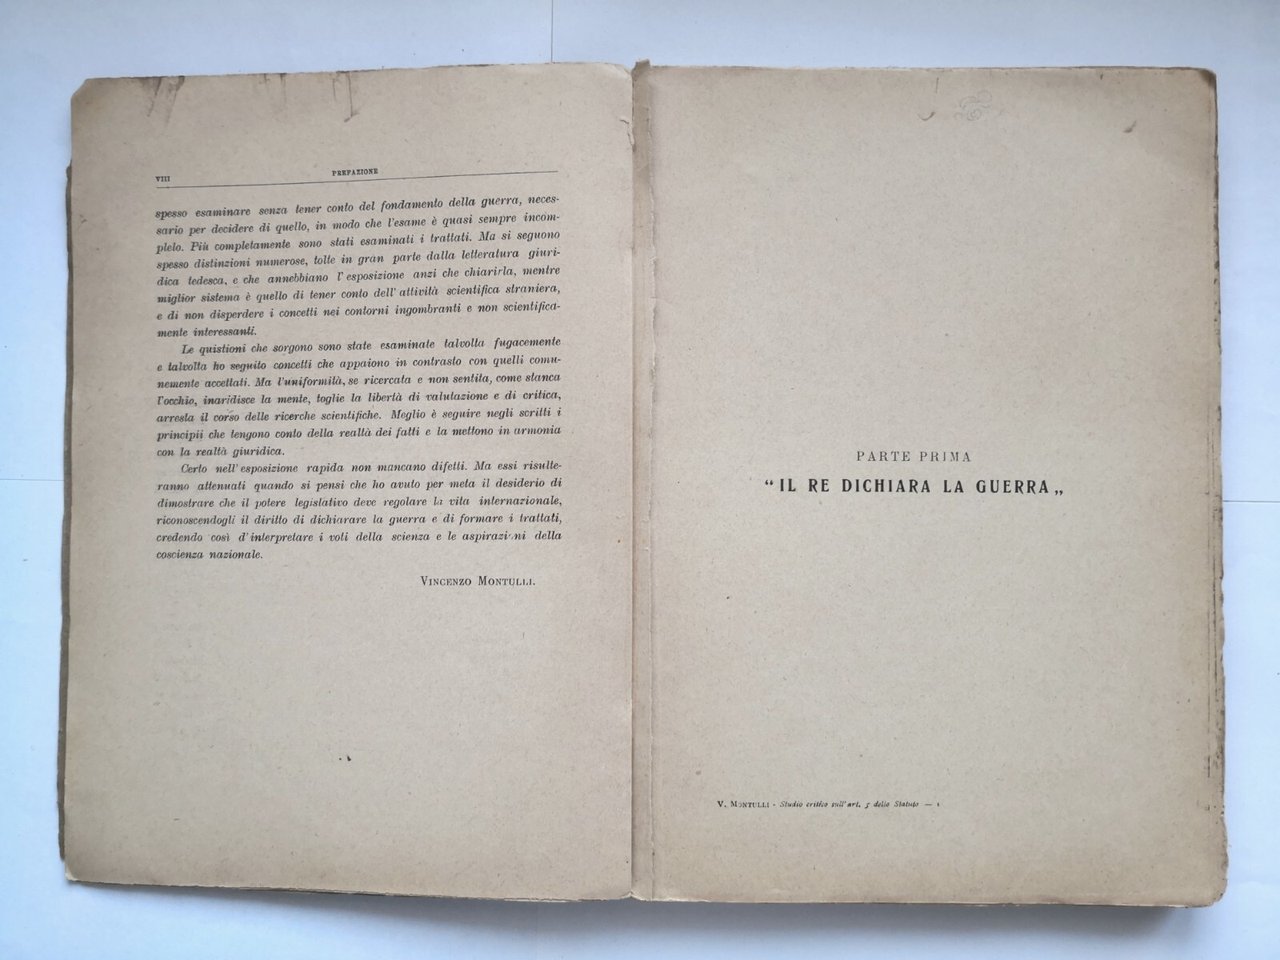 VIII
PREFAZIONE
spesso esaminare senza tener conto del fondamento della guerra, neces-
sario per decidere di quello, in modo che l'esame è quasi sempre incom-
pleto. Più completamente sono stati esaminati i trattati. Ma si seguono
spesso distinzioni numerose, tolte in gran parte dalla letteratura giuri-
dica tedesca, e che annebbiano l'esposizione anzi che chiarirla, mentre
miglior sistema è quello di tener conto dell'attività scientifica straniera,
e di non disperdere i concetti nei contorni ingombranti e non scientifica-
mente interessanti.
Le quistioni che sorgono sono state esaminate talvolta fugacemente
e talvolta ho seguito concetti che appaiono in contrasto con quelli comu-
nemente accettati. Ma l'uniformità, se ricercata e non sentita, come stanca
l'occhio, inaridisce la mente, toglie la libertà di valutazione e di critica,
arresta il corso delle ricerche scientifiche. Meglio è seguire negli scritti i
principii che tengono conto della realtà dei fatti e la mettono in armonia
con la realtà giuridica.
Certo nell'esposizione rapida non mancano difetti. Ma essi risulte-
ranno attenuati quando si pensi che ho avuto per meta il desiderio di
dimostrare che il potere legislativo deve regolare la vita internazionale,
riconoscendogli il diritto di dichiarare la guerra e di formare i trattati,
credendo così d'interpretare i voti della scienza e le aspirazioni della
coscienza nazionale.
VINCENZO MONTULLI.
PARTE PRIMA
“IL RE DICHIARA LA GUERRA„
V. MONTULLI - Studio critico sull'art. 5 dello Statuto — 1